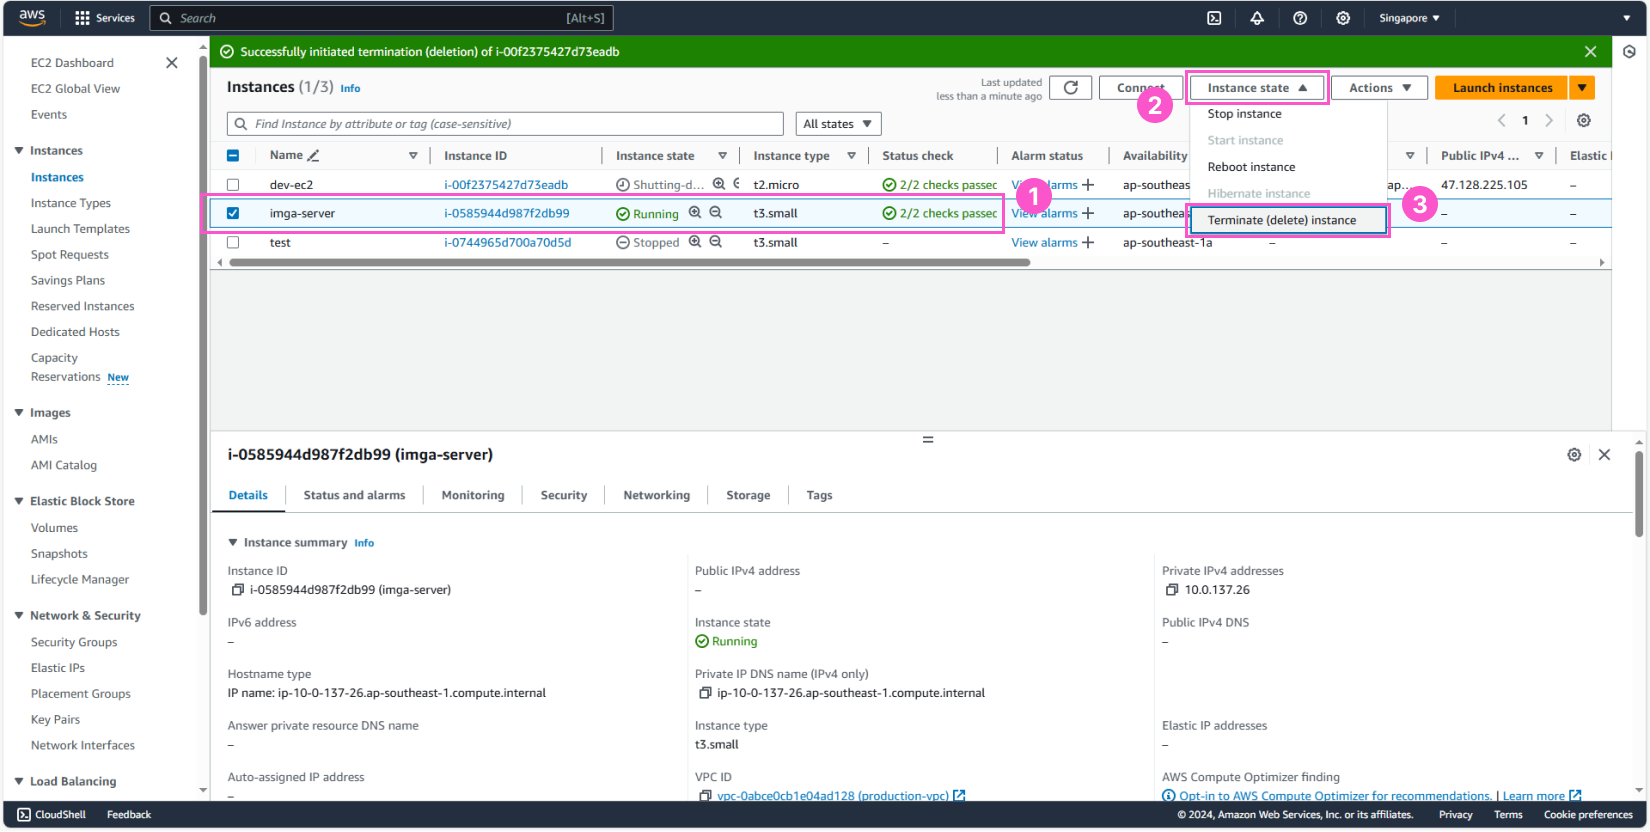 aws
Services
Search
[Alt+S]
Singapore
EC2 Dashboard
EC2 Global View
Events
Instances
Instances
Instance Types
Launch Templates
Spot Requests
Savings Plans
Reserved Instances
Dedicated Hosts
Capacity
Reservations New
Images
AMIs
AMI Catalog
Elastic Block Store
Volumes
Snapshots
Lifecycle Manager
Network & Security
Security Groups
Elastic IPs
Placement Groups
Key Pairs
Network Interfaces
Load Balancing
Successfully initiated termination (deletion) of i-00f2375427d73eadb
Instances (1/3) Info
Last updated
less than a minute ago
Connect
Instance state
Actions
Launch instances
2
Find Instance by attribute or tag (case-sensitive)
All states
1
Stop instance
Start instance
Reboot instance
Hibernate instance
Terminate (delete) instance
3
Name Instance ID Instance state Instance type Status check Alarm status Availability Public IPv4 ... Elastic
dev-ec2 i-00f2375427d73eadb Shutting-d... t2.micro 2/2 checks passec View alarms + ap-southeas ap... 47.128.225.105 –
1
imga-server i-0585944d987f2db99 Running t3.small 2/2 checks passec View alarms + ap-southeas – –
test i-0744965d700a70d5d Stopped t3.small – View alarms + ap-southeast-1a – – –
i-0585944d987f2db99 (imga-server)
Details Status and alarms Monitoring Security Networking Storage Tags
Instance summary Info
Instance ID
i-0585944d987f2db99 (imga-server)
Public IPv4 address
–
Private IPv4 addresses
10.0.137.26
IPv6 address
–
Instance state
Running
Public IPv4 DNS
–
Hostname type
IP name: ip-10-0-137-26.ap-southeast-1.compute.internal
Private IP DNS name (IPv4 only)
ip-10-0-137-26.ap-southeast-1.compute.internal
Answer private resource DNS name
–
Instance type
t3.small
Elastic IP addresses
–
Auto-assigned IP address
–
VPC ID
vpc-0abce0cb1e04ad128 (production-vpc)
AWS Compute Optimizer finding
Opt-in to AWS Compute Optimizer for recommendations. | Learn more
CloudShell
Feedback
© 2024, Amazon Web Services, Inc. or its affiliates.
Privacy
Terms
Cookie preferences